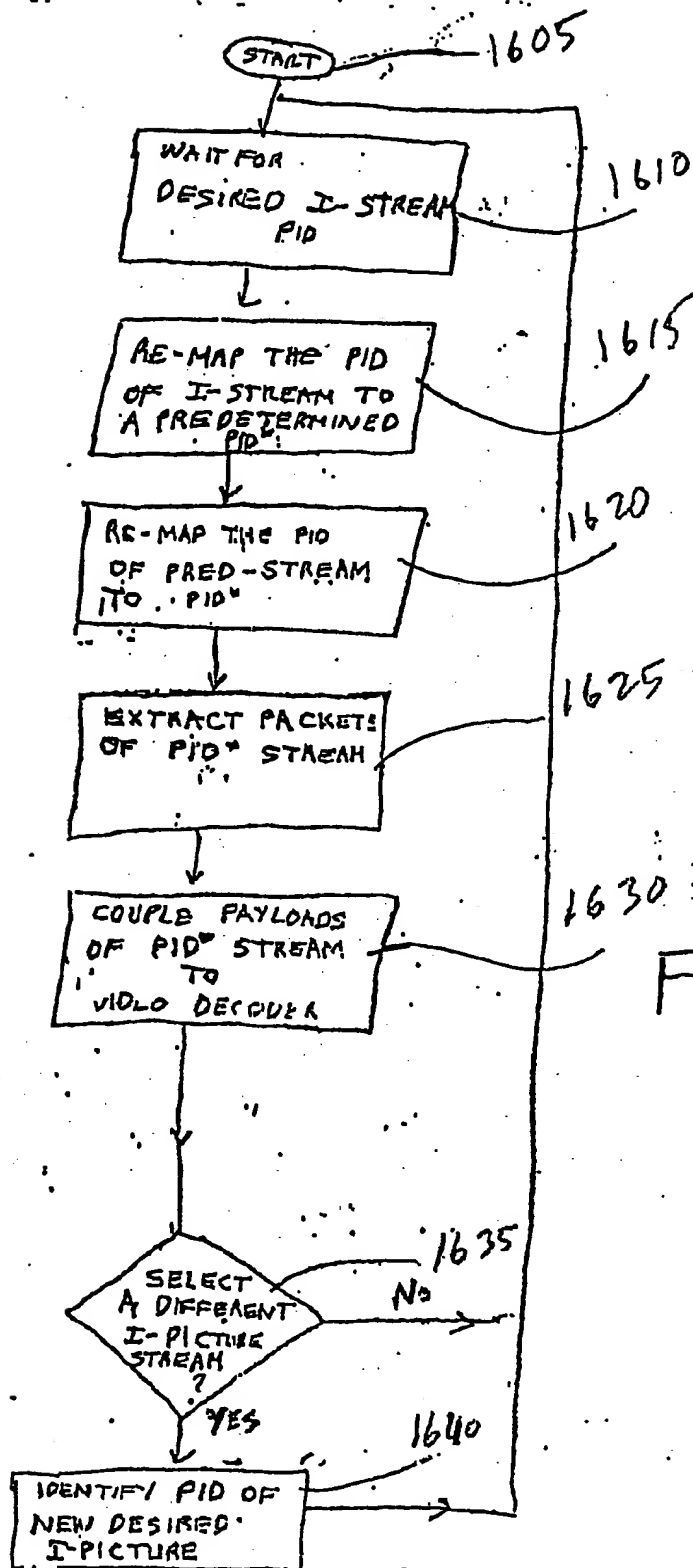 START
1605
WAIT FOR
DESIRED I-STREAM
PID
1610
RE-MAP THE PID
OF I-STREAM TO
A PREDETERMINED
PID*
1615
RE-MAP THE PID
OF PRED-STREAM
TO PID*
1620
EXTRACT PACKETS
OF PID* STREAM
1625
COUPLE PAYLOADS
OF PID* STREAM
TO
VIDEO DECODER
1630
F
SELECT
A DIFFERENT
I-PICTURE
STREAM
?
1635
No
YES
1640
IDENTIFY PID OF
NEW DESIRED
I-PICTURE